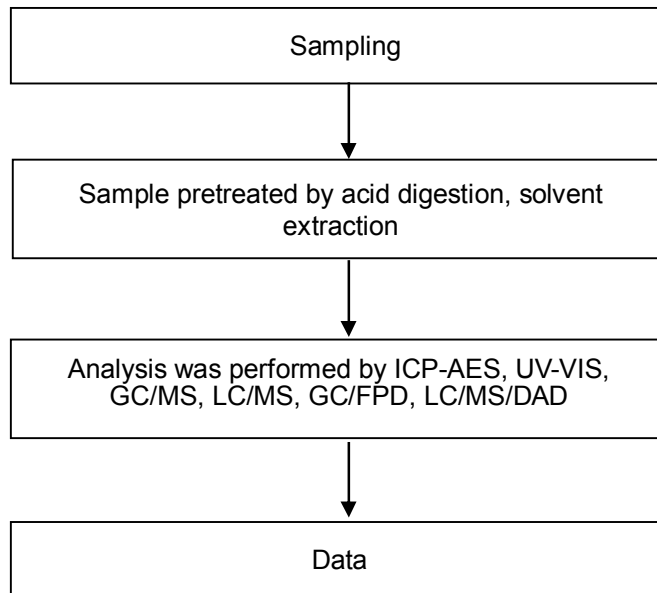 Sampling
Sample pretreated by acid digestion, solvent
extraction
Analysis was performed by ICP-AES, UV-VIS,
GC/MS, LC/MS, GC/FPD, LC/MS/DAD
Data